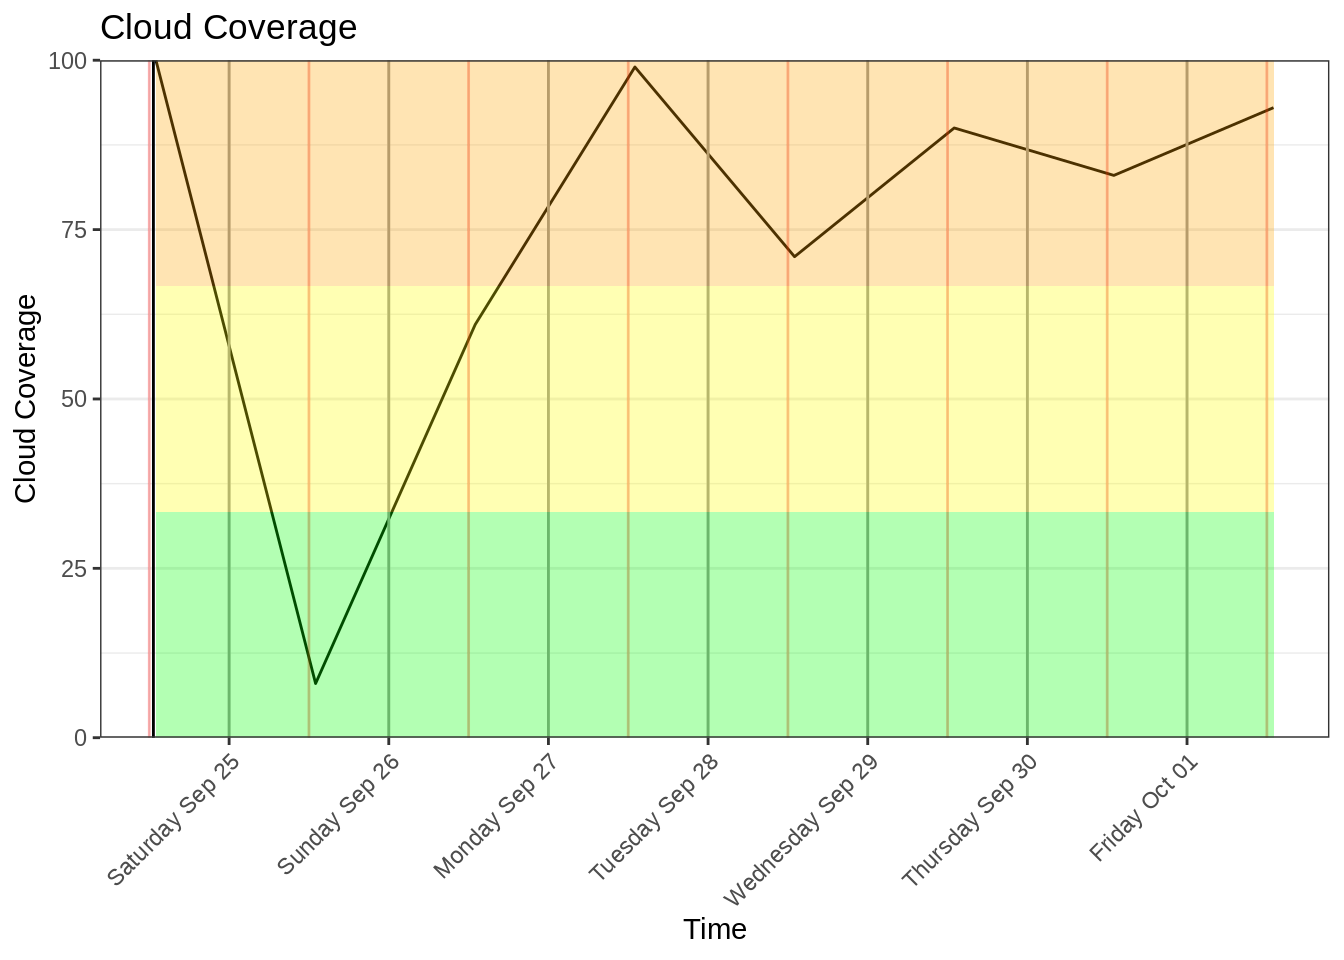 Cloud Coverage
100
75
50
25
0
Cloud Coverage
Saturday Sep 25
Sunday Sep 26
Monday Sep 27
Tuesday Sep 28
Wednesday Sep 29
Thursday Sep 30
Friday Oct 01
Time